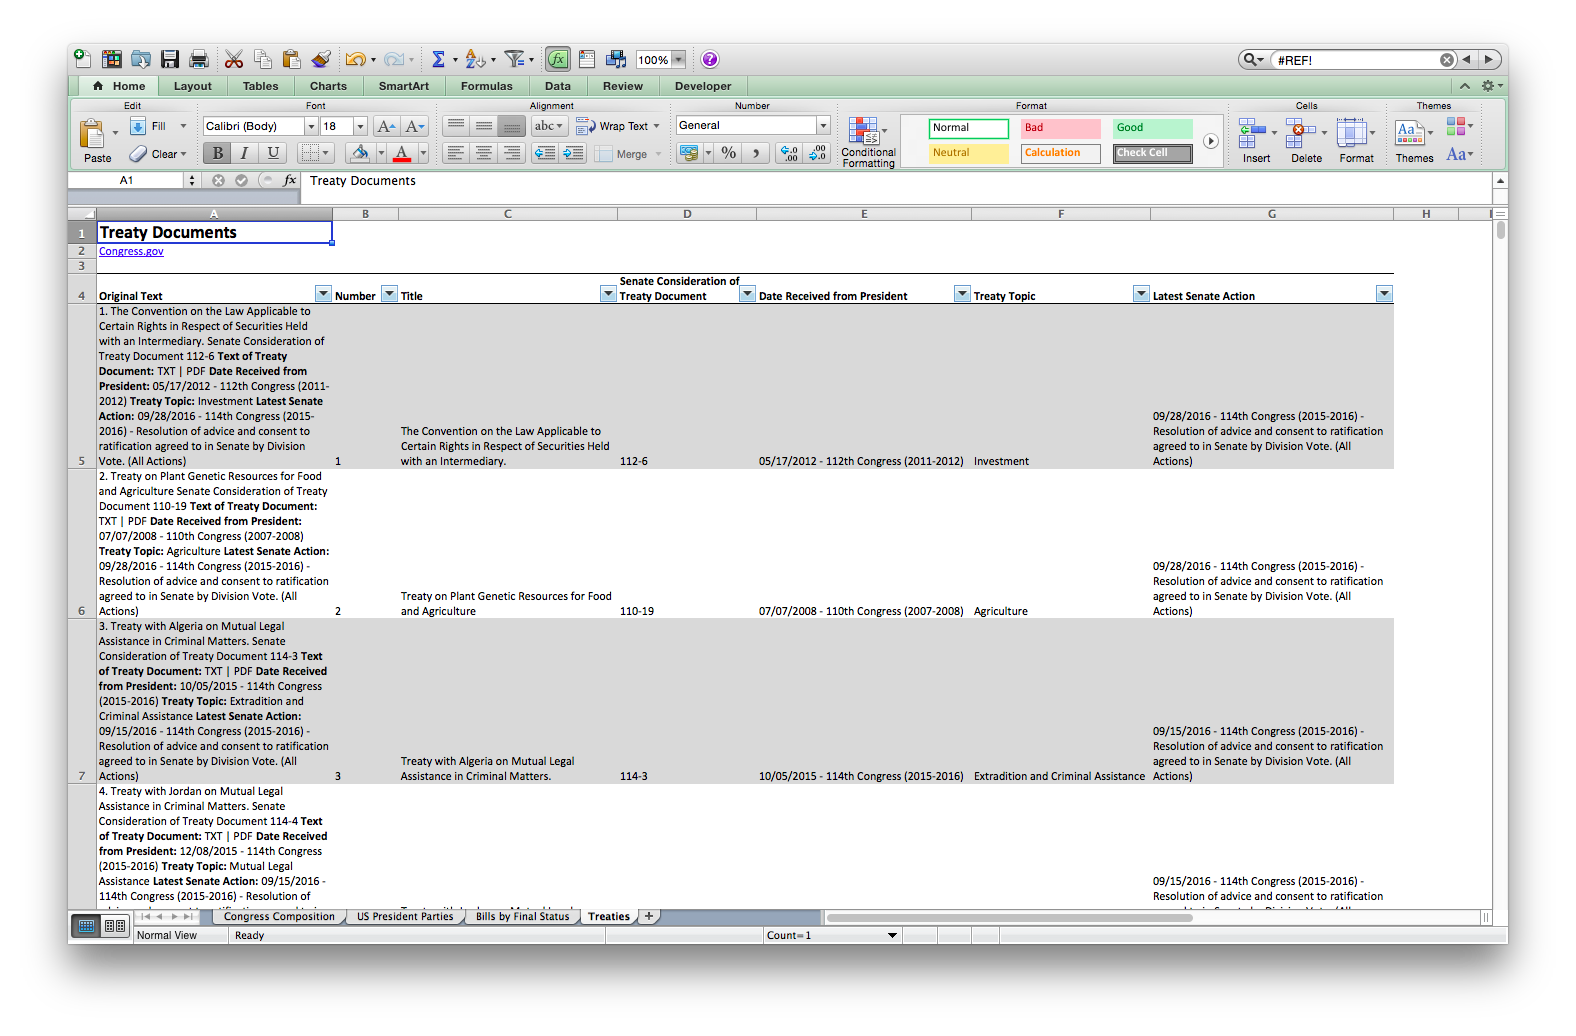 100%
#REF!
Home Layout Tables Charts SmartArt Formulas Data Review Developer
Edit Font Alignment Number Format Cells Themes
Fill Calibri (Body) 18 A A abc Wrap Text General Normal Bad Good
Paste Clear B I U A Merge % Conditional Formatting Neutral Calculation Check Cell Insert Delete Format Themes Aa
A1 fx Treaty Documents
A B C D E F G H I
1 Treaty Documents
2 Congress.gov
3
4 Original Text Number Title Senate Consideration of Treaty Document Date Received from President Treaty Topic Latest Senate Action
1. The Convention on the Law Applicable to
Certain Rights in Respect of Securities Held
with an Intermediary. Senate Consideration of
Treaty Document 112-6 Text of Treaty
Document: TXT | PDF Date Received from
President: 05/17/2012 - 112th Congress (2011-
2012) Treaty Topic: Investment Latest Senate
Action: 09/28/2016 - 114th Congress (2015-
2016) - Resolution of advice and consent to
ratification agreed to in Senate by Division
5 Vote. (All Actions)
1
The Convention on the Law Applicable to
Certain Rights in Respect of Securities Held
with an Intermediary.
112-6
05/17/2012 - 112th Congress (2011-2012)
Investment
09/28/2016 - 114th Congress (2015-2016) -
Resolution of advice and consent to ratification
agreed to in Senate by Division Vote. (All
Actions)
2. Treaty on Plant Genetic Resources for Food
and Agriculture Senate Consideration of Treaty
Document 110-19 Text of Treaty Document:
TXT | PDF Date Received from President:
07/07/2008 - 110th Congress (2007-2008)
Treaty Topic: Agriculture Latest Senate Action:
09/28/2016 - 114th Congress (2015-2016) -
Resolution of advice and consent to ratification
agreed to in Senate by Division Vote. (All
6 Actions)
2
Treaty on Plant Genetic Resources for Food
and Agriculture
110-19
07/07/2008 - 110th Congress (2007-2008)
Agriculture
09/28/2016 - 114th Congress (2015-2016) -
Resolution of advice and consent to ratification
agreed to in Senate by Division Vote. (All
Actions)
3. Treaty with Algeria on Mutual Legal
Assistance in Criminal Matters. Senate
Consideration of Treaty Document 114-3 Text
of Treaty Document: TXT | PDF Date Received
from President: 10/05/2015 - 114th Congress
(2015-2016) Treaty Topic: Extradition and
Criminal Assistance Latest Senate Action:
09/15/2016 - 114th Congress (2015-2016) -
Resolution of advice and consent to ratification
agreed to in Senate by Division Vote. (All
7 Actions)
3
Treaty with Algeria on Mutual Legal
Assistance in Criminal Matters.
114-3
10/05/2015 - 114th Congress (2015-2016)
Extradition and Criminal Assistance
09/15/2016 - 114th Congress (2015-2016) -
Resolution of advice and consent to ratification
agreed to in Senate by Division Vote. (All
Actions)
4. Treaty with Jordan on Mutual Legal
Assistance in Criminal Matters. Senate
Consideration of Treaty Document 114-4 Text
of Treaty Document: TXT | PDF Date Received
from President: 12/08/2015 - 114th Congress
(2015-2016) Treaty Topic: Mutual Legal
Assistance Latest Senate Action: 09/15/2016 -
114th Congress (2015-2016) - Resolution of
09/15/2016 - 114th Congress (2015-2016) -
Resolution of advice and consent to ratification
Congress Composition US President Parties Bills by Final Status Treaties
Normal View Ready Count=1